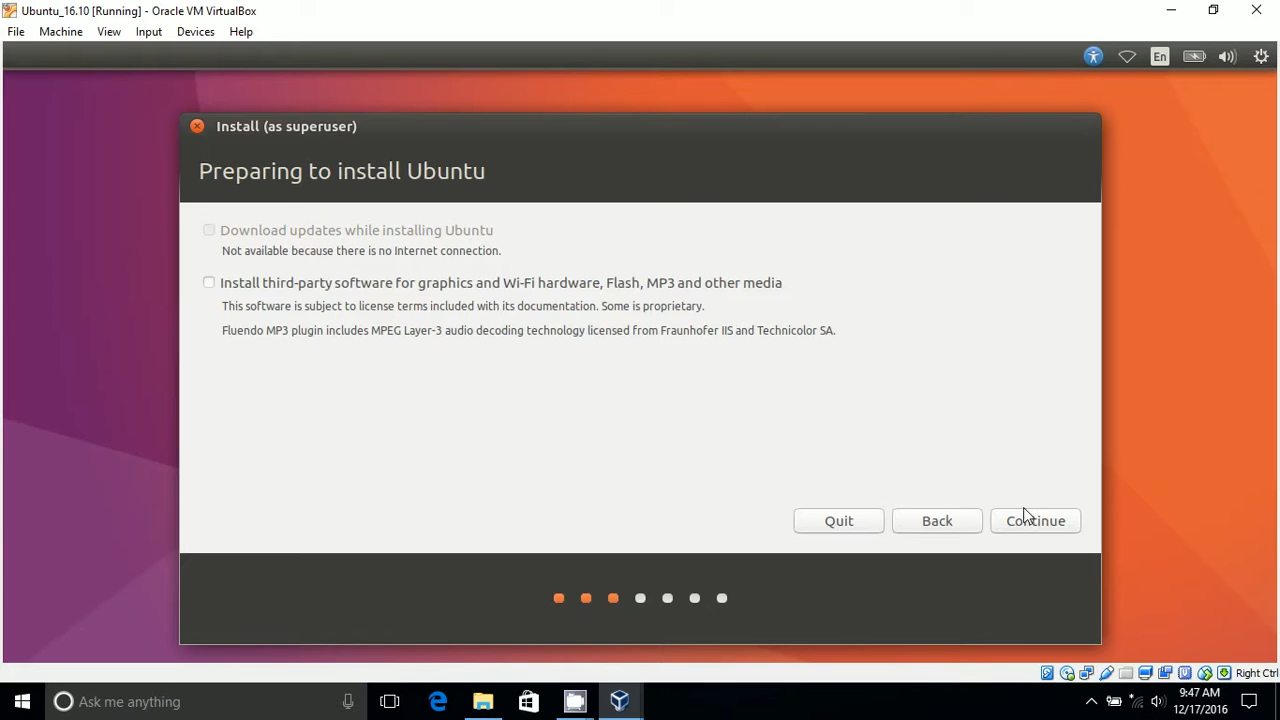 Ubuntu_16.10 [Running] - Oracle VM VirtualBox
File Machine View Input Devices Help
En
Install (as superuser)
Preparing to install Ubuntu
Download updates while installing Ubuntu
Not available because there is no Internet connection.
Install third-party software for graphics and Wi-Fi hardware, Flash, MP3 and other media
This software is subject to license terms included with its documentation. Some is proprietary.
Fluendo MP3 plugin includes MPEG Layer-3 audio decoding technology licensed from Fraunhofer IIS and Technicolor SA.
Quit Back Continue
Right Ctrl
Ask me anything
9:47 AM
12/17/2016